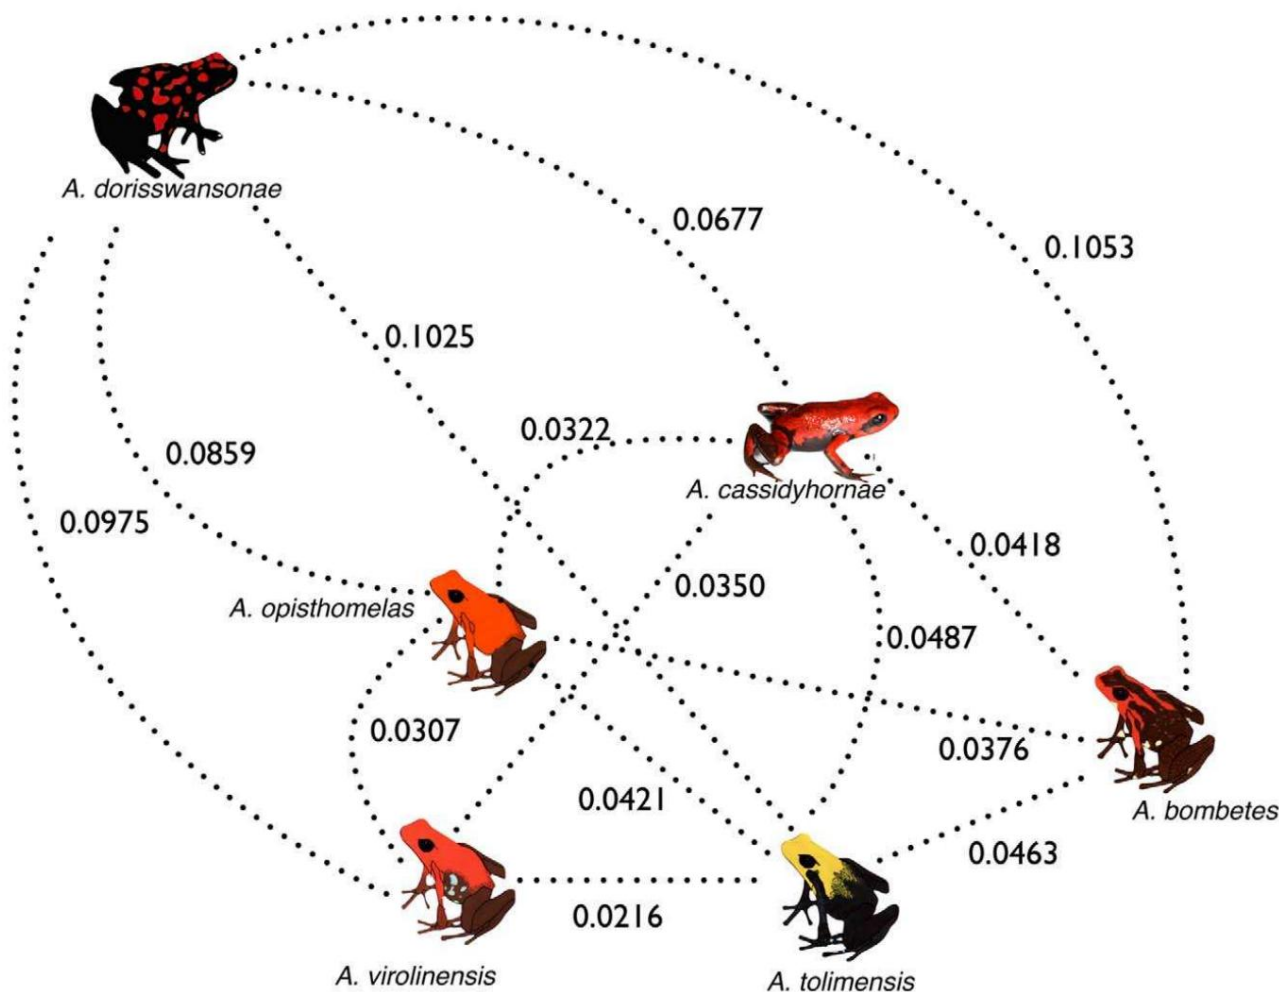 A. dorisswansonae
0.0677
0.1053
0.1025
0.0322
0.0859
A. cassidyhornae
0.0975
0.0418
0.0350
A. opisthomelas
0.0487
0.0307
0.0376
0.0421
A. bombetes
0.0463
0.0216
A. virolinensis
A. tolimensis